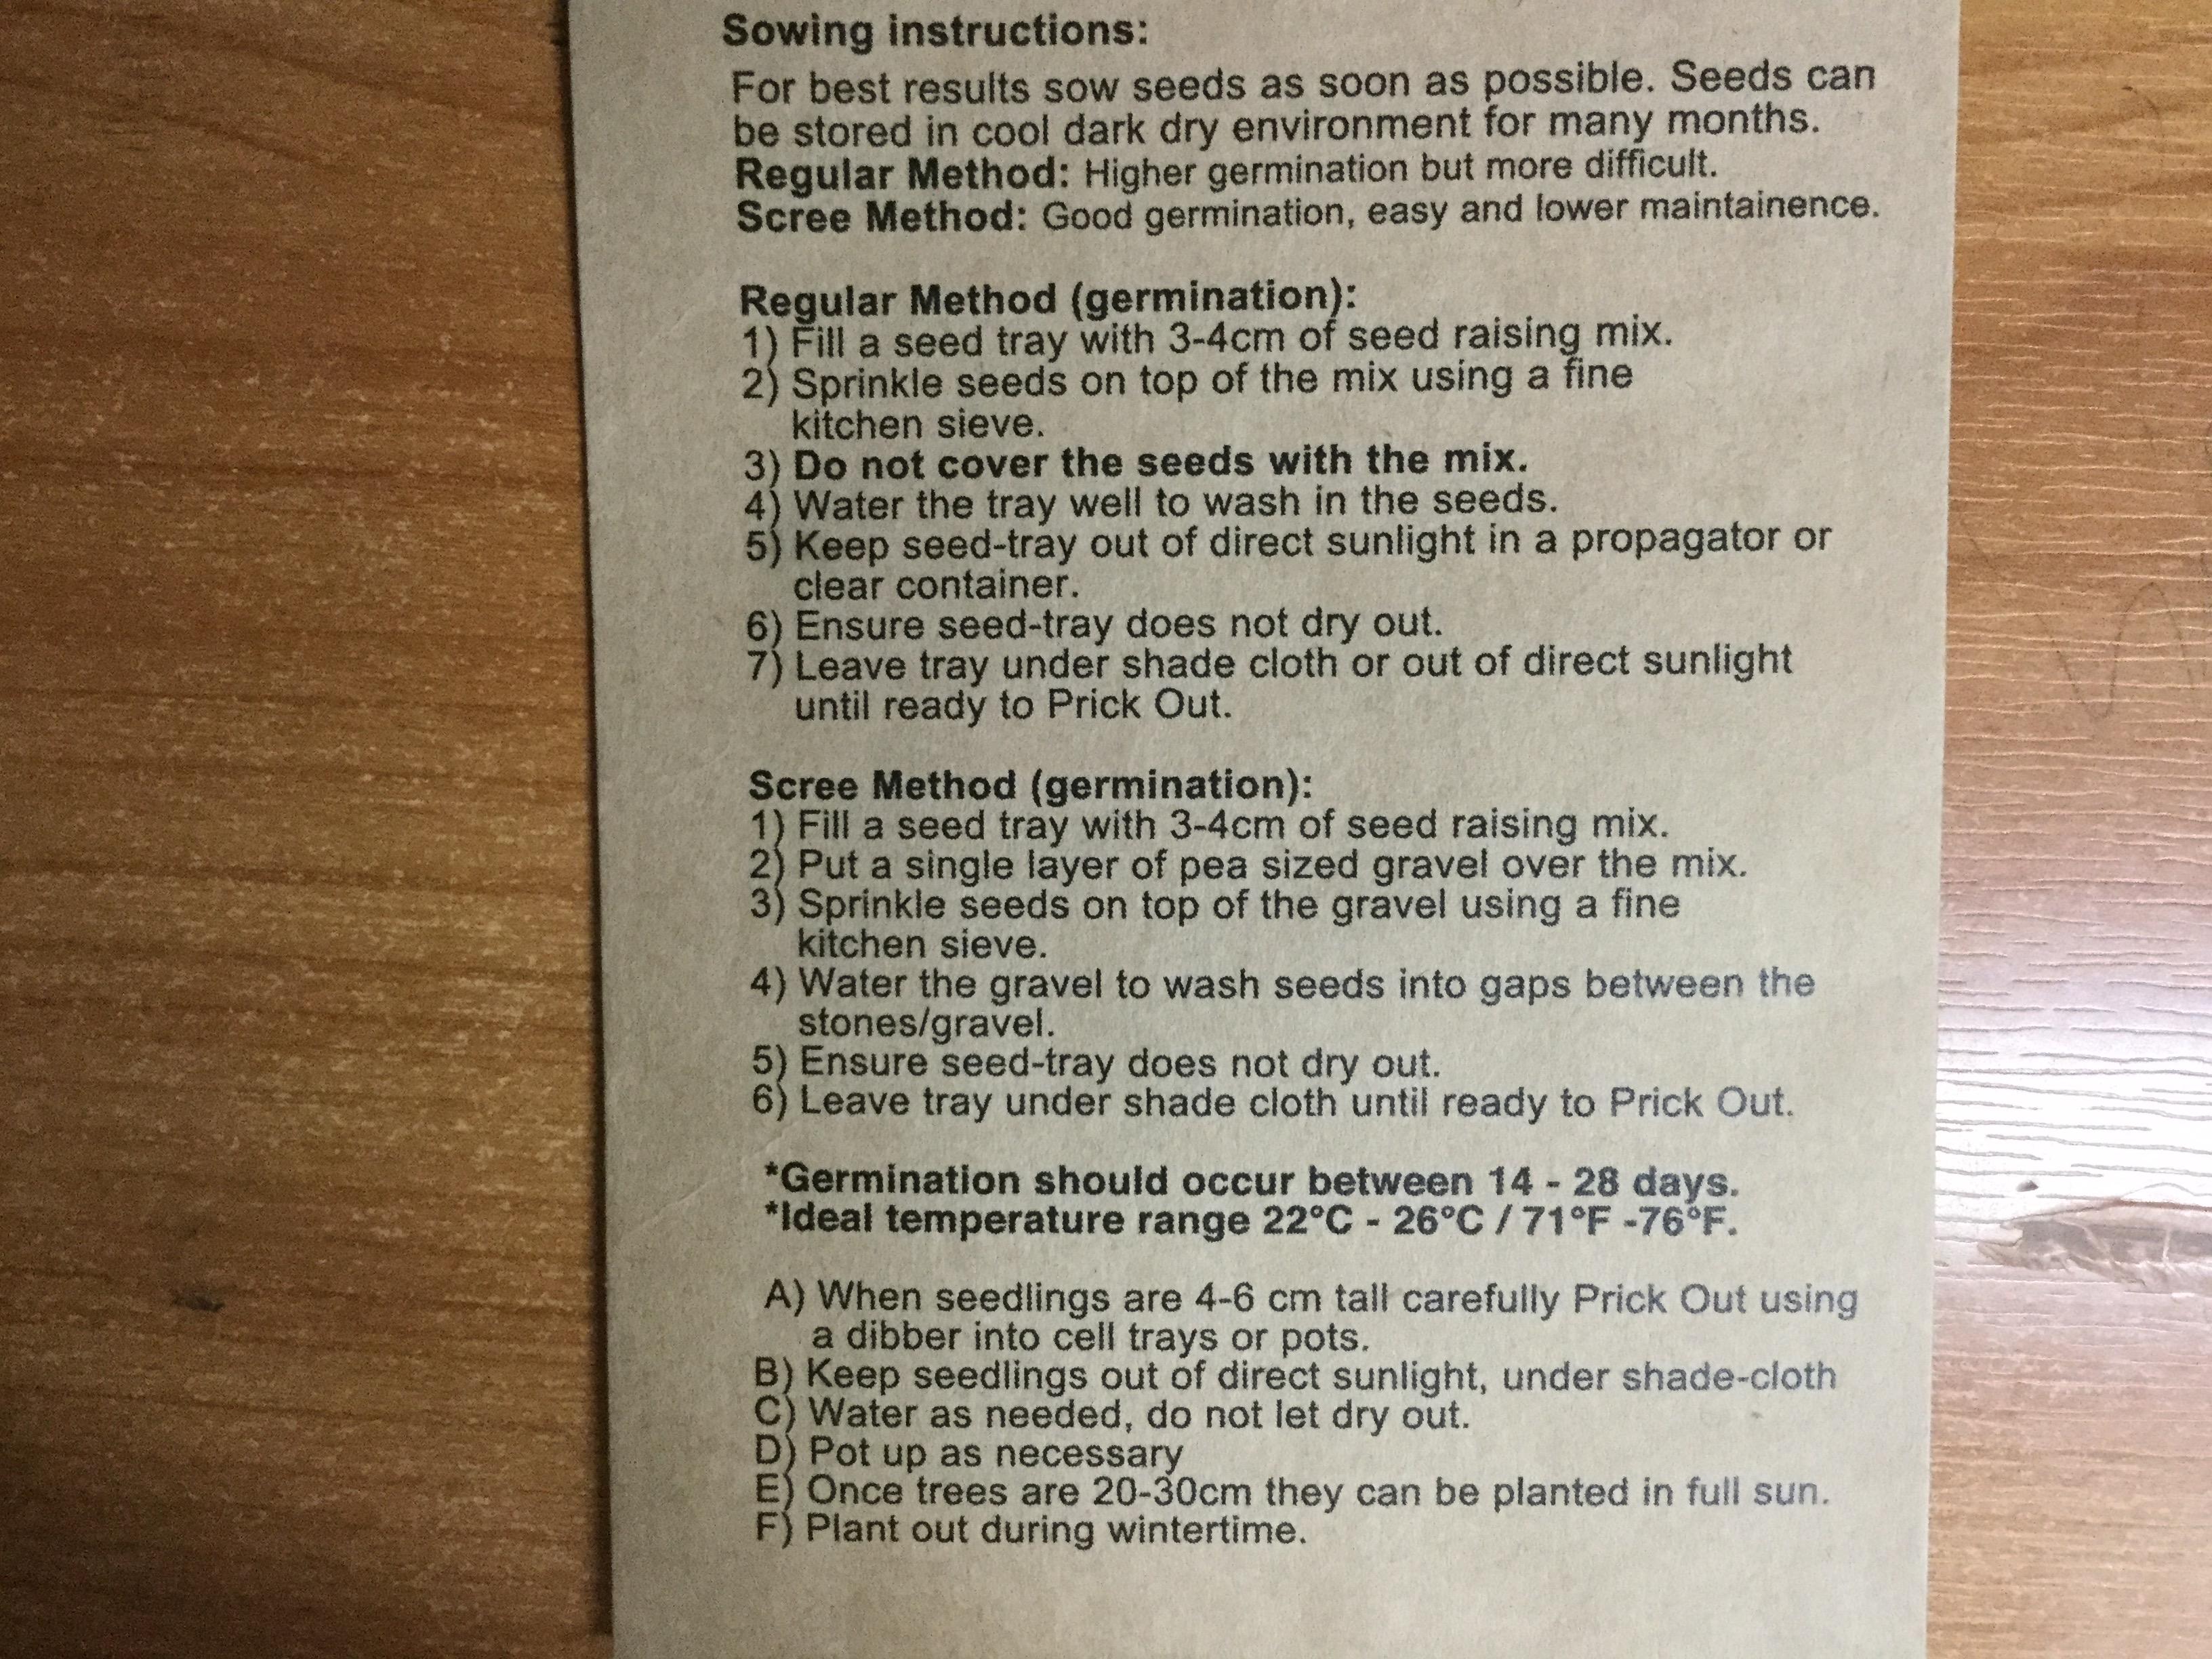 Sowing instructions:
For best results sow seeds as soon as possible. Seeds can
be stored in cool dark dry environment for many months.
Regular Method: Higher germination but more difficult.
Scree Method: Good germination, easy and lower maintainence.
Regular Method (germination):
1) Fill a seed tray with 3-4cm of seed raising mix.
2) Sprinkle seeds on top of the mix using a fine
kitchen sieve.
3) Do not cover the seeds with the mix.
4) Water the tray well to wash in the seeds.
5) Keep seed-tray out of direct sunlight in a propagator or
clear container.
6) Ensure seed-tray does not dry out.
7) Leave tray under shade cloth or out of direct sunlight
until ready to Prick Out.
Scree Method (germination):
1) Fill a seed tray with 3-4cm of seed raising mix.
2) Put a single layer of pea sized gravel over the mix.
3) Sprinkle seeds on top of the gravel using a fine
kitchen sieve.
4) Water the gravel to wash seeds into gaps between the
stones/gravel.
5) Ensure seed-tray does not dry out.
6) Leave tray under shade cloth until ready to Prick Out.
*Germination should occur between 14 - 28 days.
*Ideal temperature range 22°C - 26°C / 71°F -76°F.
A) When seedlings are 4-6 cm tall carefully Prick Out using
a dibber into cell trays or pots.
B) Keep seedlings out of direct sunlight, under shade-cloth
C) Water as needed, do not let dry out.
D) Pot up as necessary
E) Once trees are 20-30cm they can be planted in full sun.
F) Plant out during wintertime.